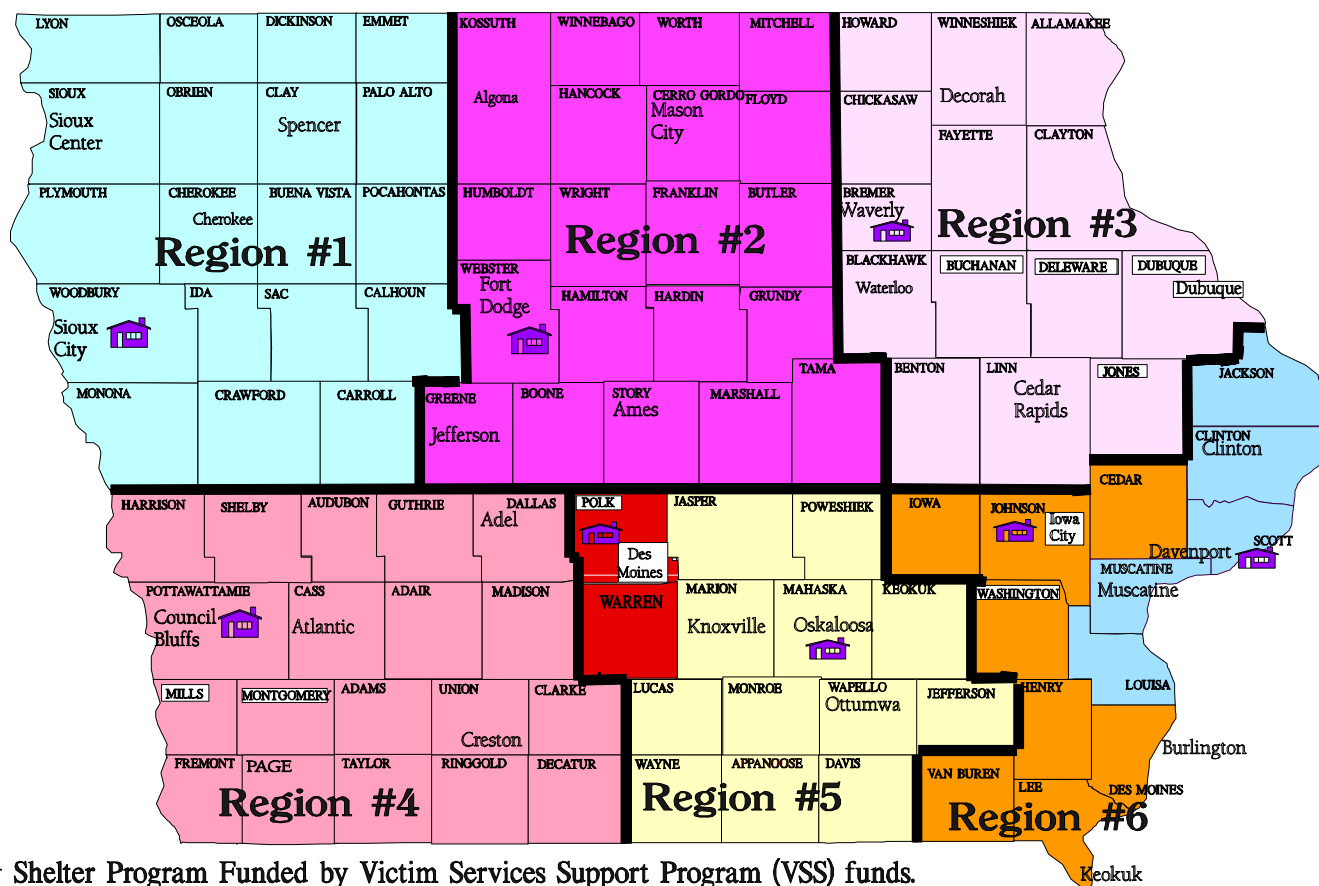 LYON
OSCEOLA
DICKINSON
EMMET
KOSSUTH
WINNEBAGO
WORTH
MITCHELL
HOWARD
WINNESHIEK
ALLAMAKEE
SIOUX
Sioux
Center
OBRIEN
CLAY
Spencer
PALO ALTO
Algona
HANCOCK
CERRO GORDO
Mason
City
FLOYD
CHICKASAW
Decorah
FAYETTE
CLAYTON
PLYMOUTH
CHEROKEE
Cherokee
BUENA VISTA
POCAHONTAS
HUMBOLDT
WRIGHT
FRANKLIN
BUTLER
BREMER
Waverly
Region #1
Region #2
Region #3
WOODBURY
Sioux
City
IDA
SAC
CALHOUN
WEBSTER
Fort
Dodge
HAMILTON
HARDIN
GRUNDY
BLACKHAWK
Waterloo
BUCHANAN
DELEWARE
DUBUQUE
Dubuque
MONONA
CRAWFORD
CARROLL
GREENE
Jefferson
BOONE
STORY
Ames
MARSHALL
TAMA
BENTON
LINN
Cedar
Rapids
JONES
JACKSON
CLINTON
Clinton
HARRISON
SHELBY
AUDUBON
GUTHRIE
DALLAS
Adel
POLK
Des
Moines
JASPER
POWESHIEK
IOWA
JOHNSON
Iowa
City
CEDAR
SCOTT
Davenport
MUSCATINE
Muscatine
POTTAWATTAMIE
Council
Bluffs
CASS
Atlantic
ADAIR
MADISON
WARREN
MARION
Knoxville
MAHASKA
Oskaloosa
KEOKUK
WASHINGTON
LOUISA
MILLS
MONTGOMERY
ADAMS
UNION
Creston
CLARKE
LUCAS
MONROE
WAPELLO
Ottumwa
JEFFERSON
HENRY
Burlington
FREMONT
PAGE
TAYLOR
RINGGOLD
DECATUR
WAYNE
APPANOOSE
DAVIS
VAN BUREN
LEE
DES MOINES
Region #4
Region #5
Region #6
Keokuk
Shelter Program Funded by Victim Services Support Program (VSS) funds.